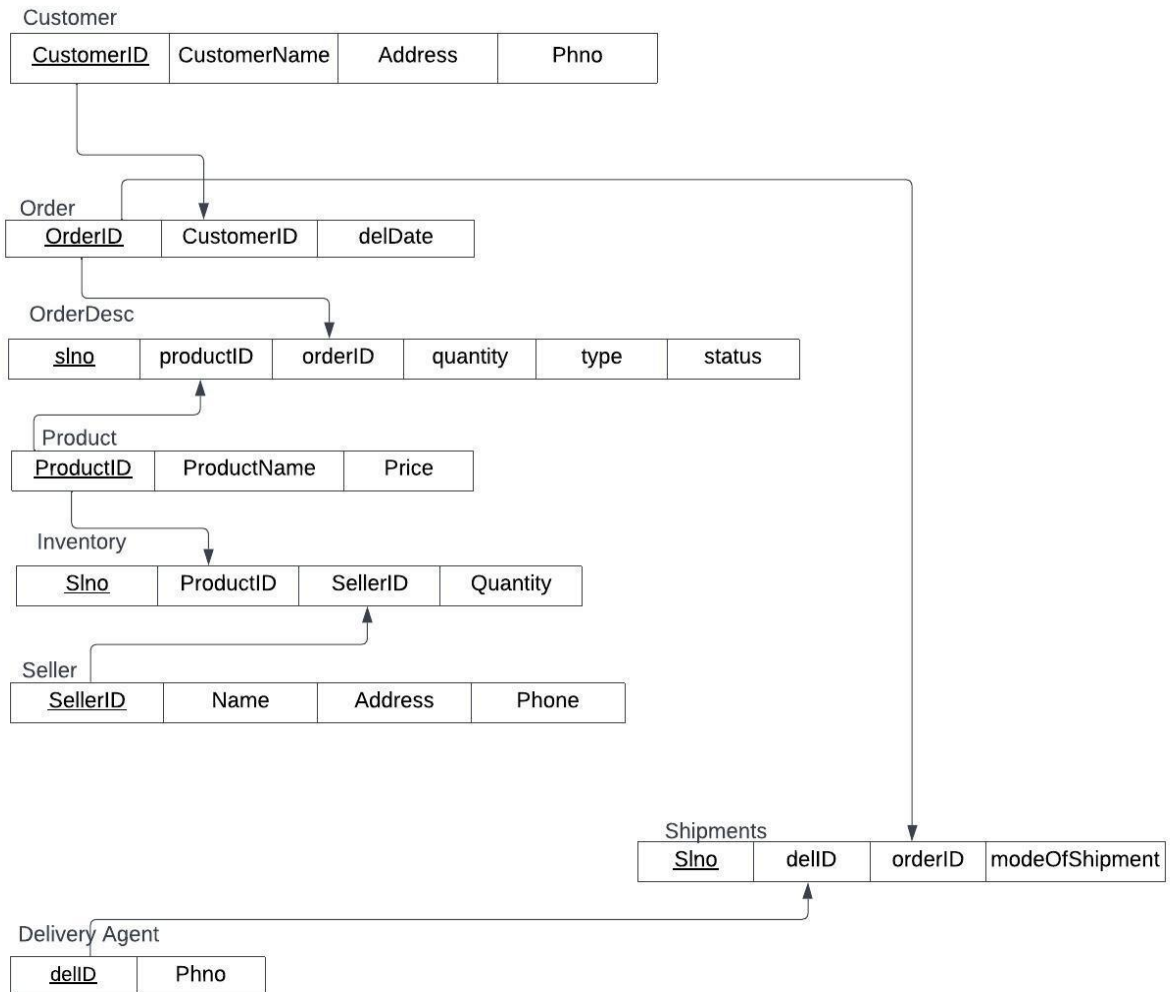 Customer
CustomerID CustomerName Address Phno
Order
OrderID CustomerID delDate
OrderDesc
slno productID orderID quantity type status
Product
ProductID ProductName Price
Inventory
Slno ProductID SellerID Quantity
Seller
SellerID Name Address Phone
Shipments
Slno delID orderID modeOfShipment
Delivery Agent
delID Phno